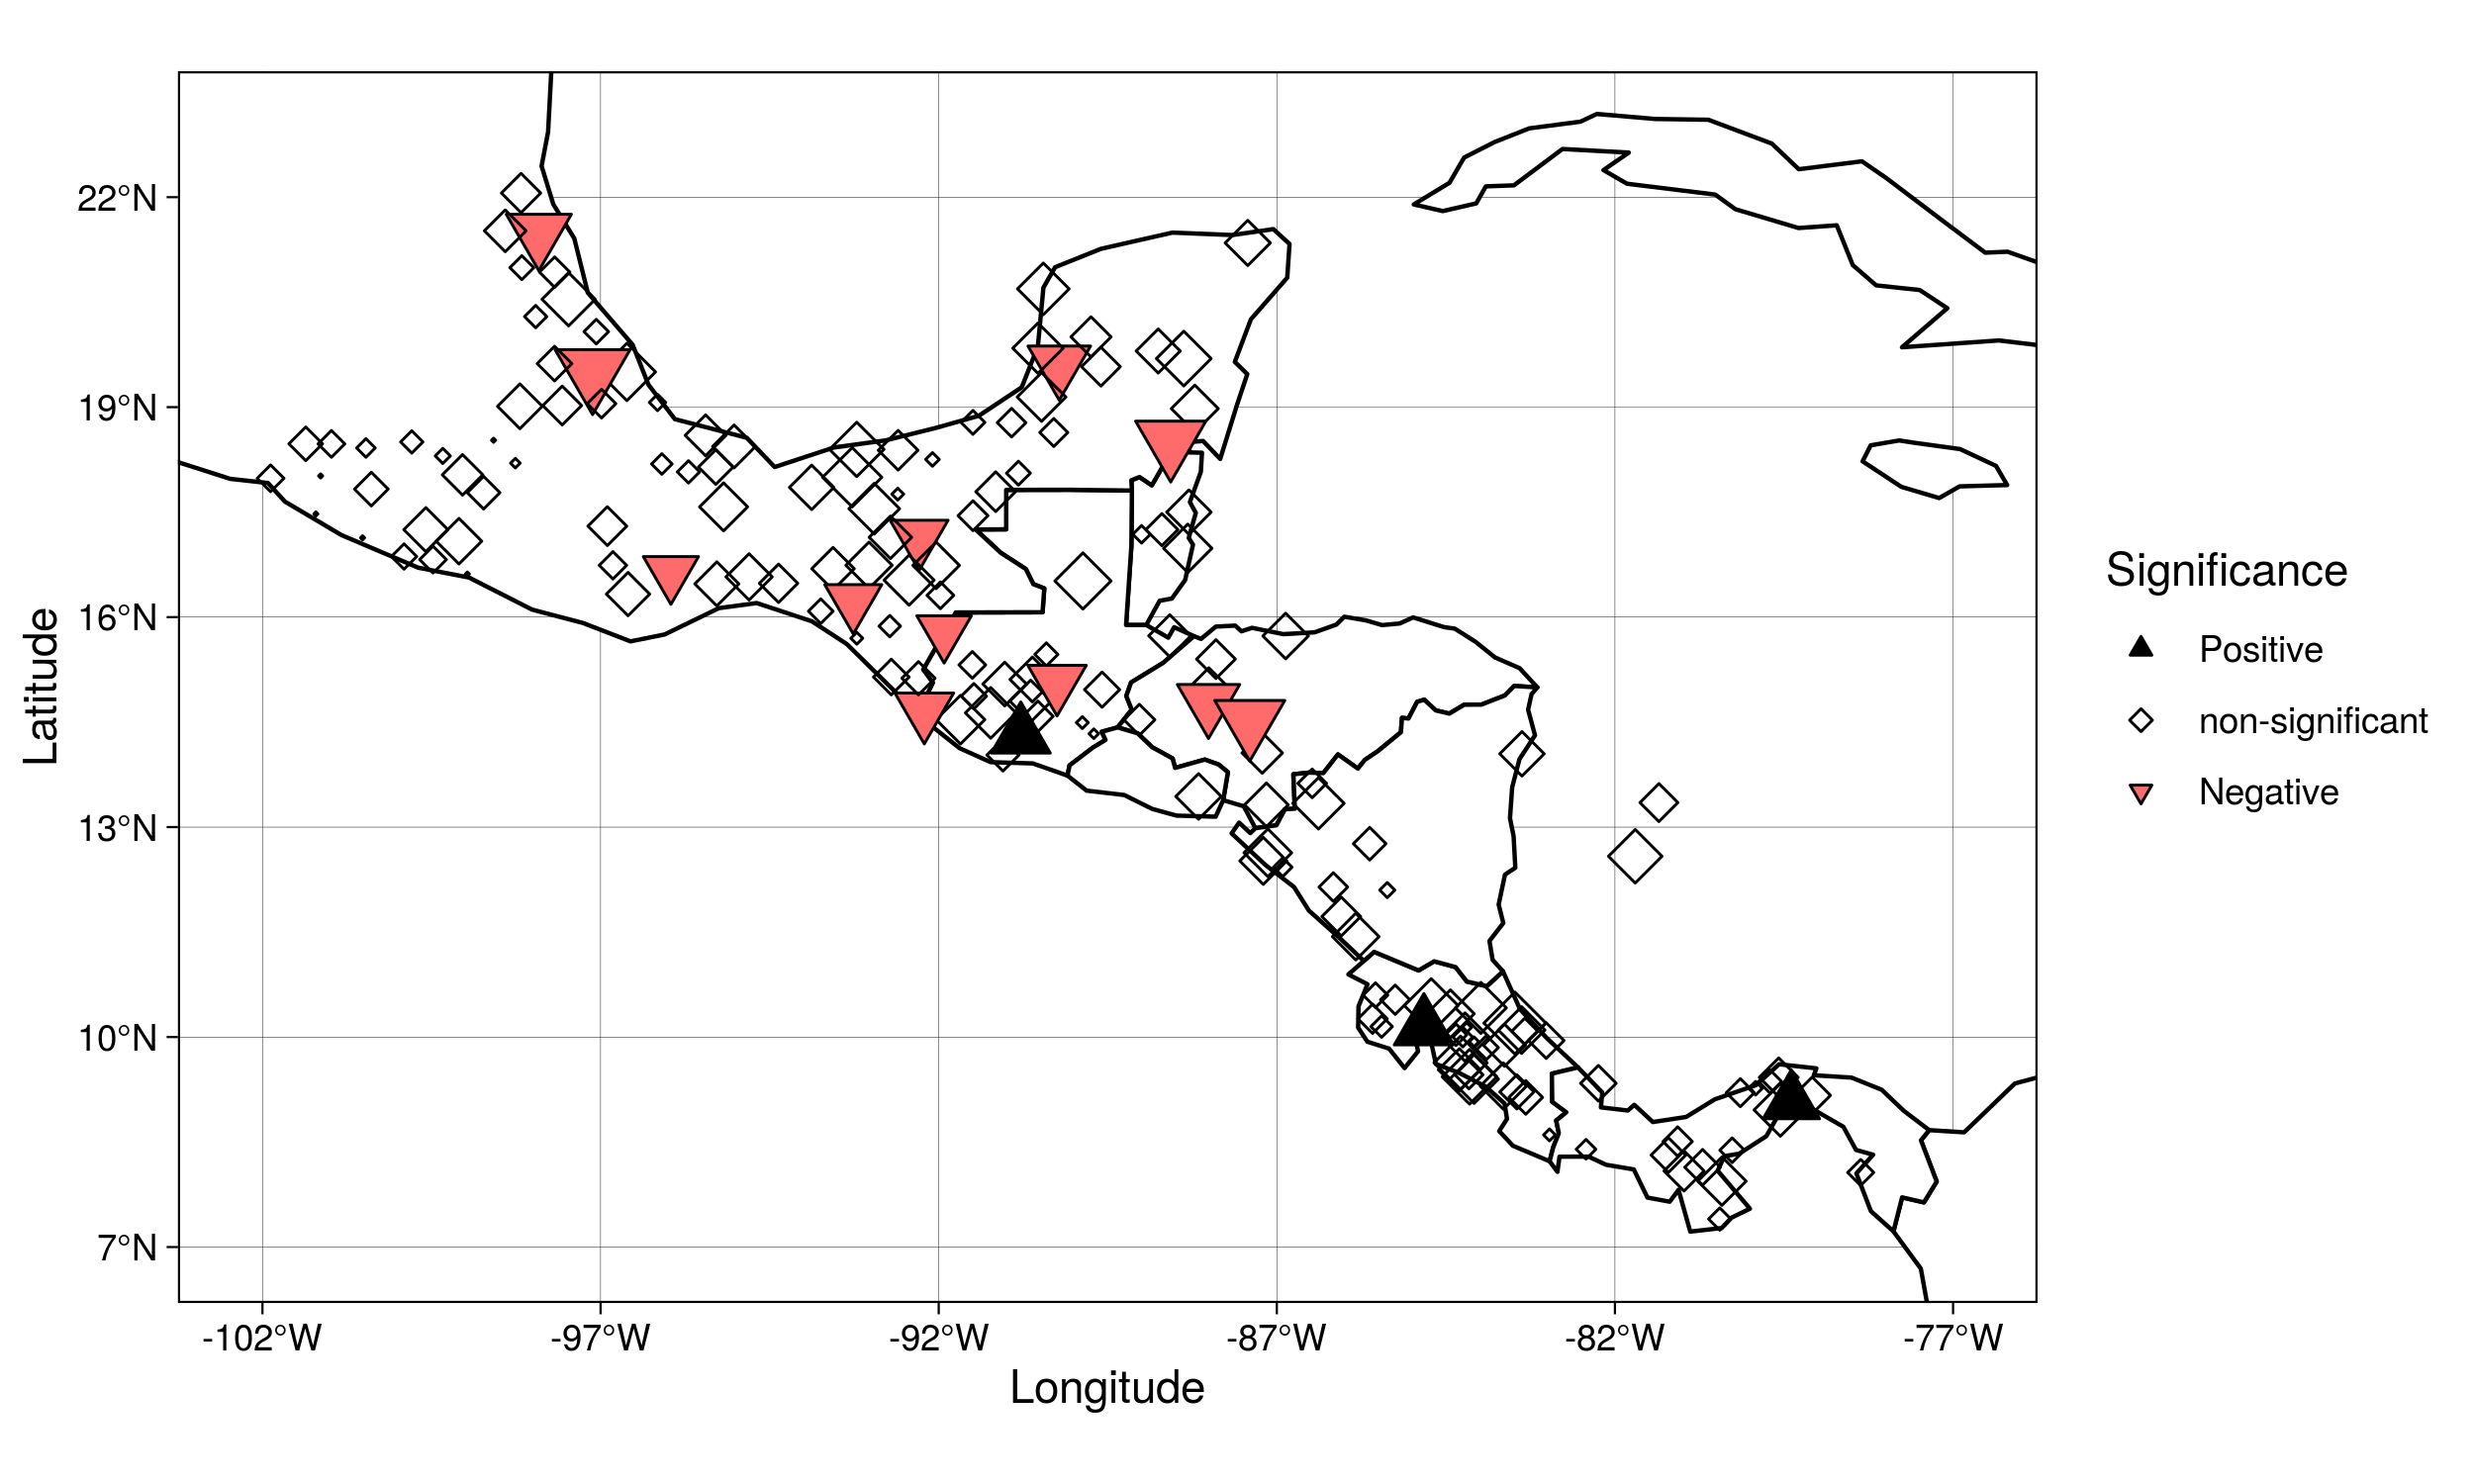 22°N
19°N
16°N
13°N
10°N
7°N
Latitude
-102°W -97°W -92°W -87°W -82°W -77°W
Longitude
Significance
Positive
non-significant
Negative